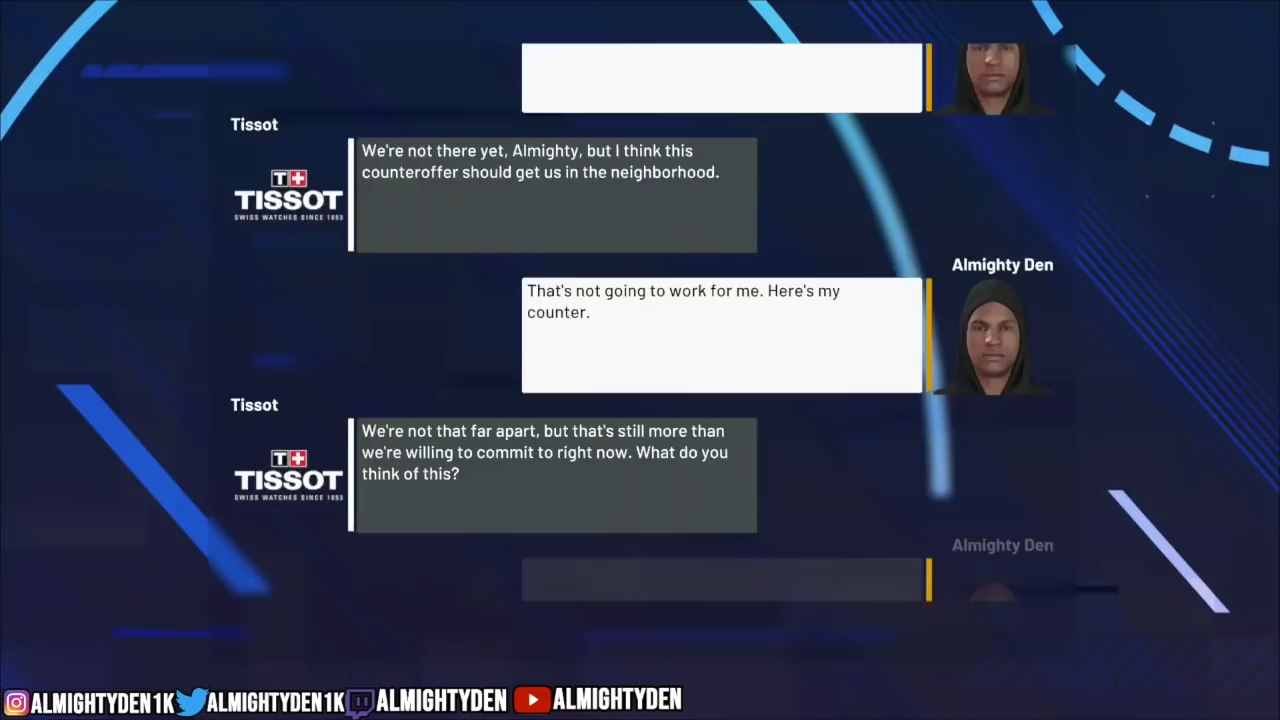 Tissot
We're not there yet, Almighty, but I think this
counteroffer should get us in the neighborhood.
T+
TISSOT
SWISS WATCHES SINCE 1853
Almighty Den
That's not going to work for me. Here's my
counter.
Tissot
We're not that far apart, but that's still more than
we're willing to commit to right now. What do you
think of this?
T+
TISSOT
SWISS WATCHES SINCE 1853
Almighty Den
ALMIGHTYDEN1K ALMIGHTYDEN1K ALMIGHTYDEN ALMIGHTYDEN